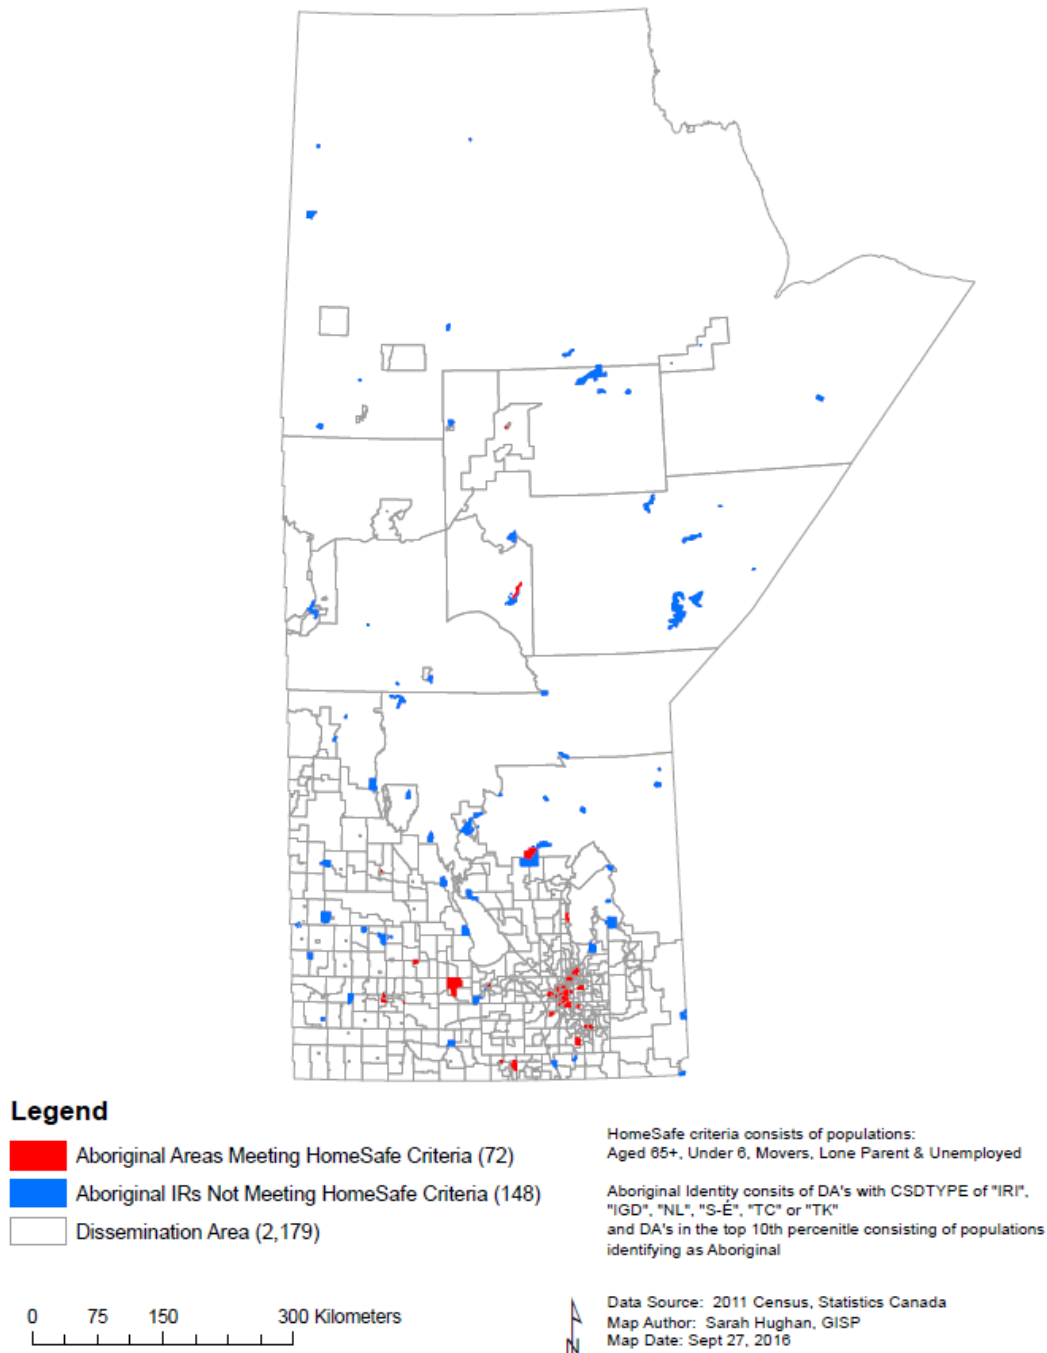 Legend
Aboriginal Areas Meeting HomeSafe Criteria (72)
Aboriginal IRs Not Meeting HomeSafe Criteria (148)
Dissemination Area (2,179)
0 75 150 300 Kilometers
HomeSafe criteria consists of populations:
Aged 65+, Under 6, Movers, Lone Parent & Unemployed
Aboriginal Identity consits of DA's with CSDTYPE of "IRI",
"IGD", "NL", "S-É", "TC" or "TK"
and DA's in the top 10th percenitle consisting of populations
identifying as Aboriginal
N
Data Source: 2011 Census, Statistics Canada
Map Author: Sarah Hughan, GISP
Map Date: Sept 27, 2016